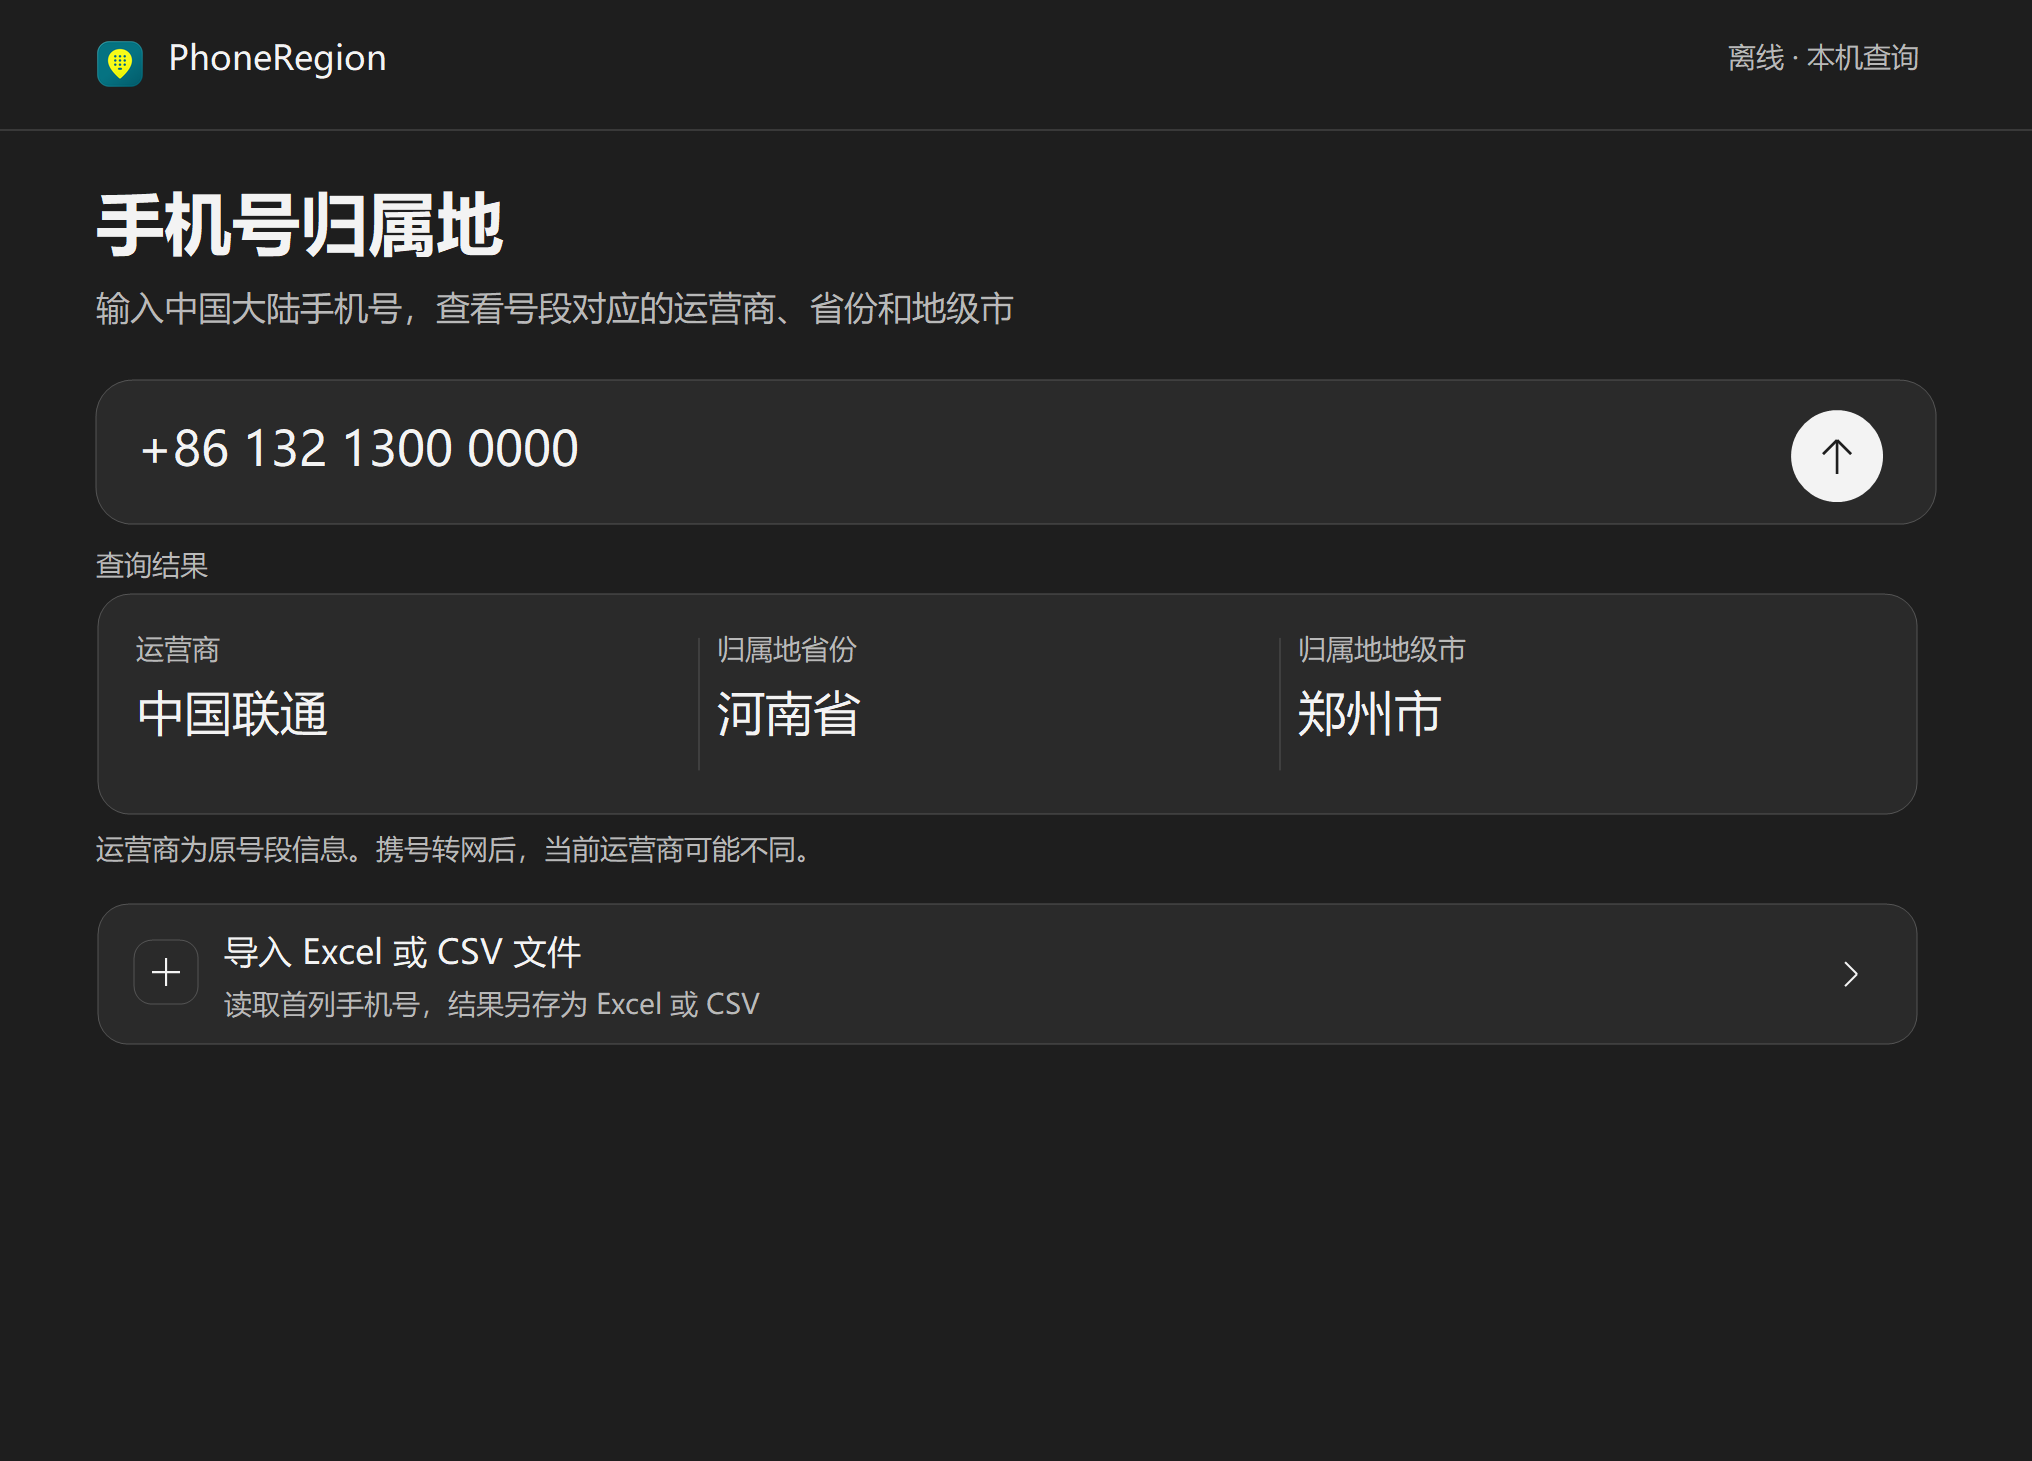 PhoneRegion
离线 · 本机查询
手机号归属地
输入中国大陆手机号，查看号段对应的运营商、省份和地级市
+86 132 1300 0000
查询结果
运营商
归属地省份
归属地地级市
中国联通
河南省
郑州市
运营商为原号段信息。携号转网后，当前运营商可能不同。
导入 Excel 或 CSV 文件
读取首列手机号，结果另存为 Excel 或 CSV